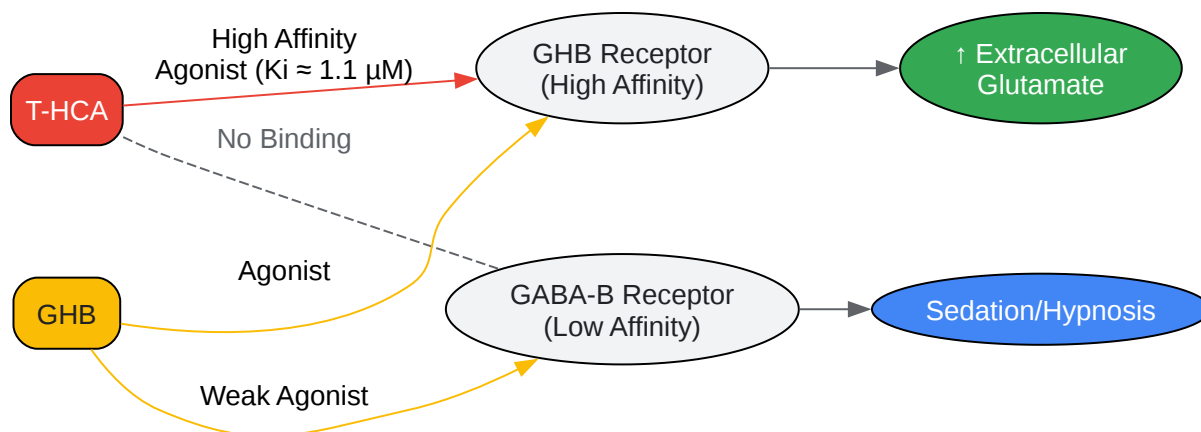 High Affinity
Agonist (Ki ≈ 1.1 µM)
T-HCA
GHB Receptor
(High Affinity)
↑ Extracellular
Glutamate
No Binding
Agonist
GHB
GABA-B Receptor
(Low Affinity)
Sedation/Hypnosis
Weak Agonist